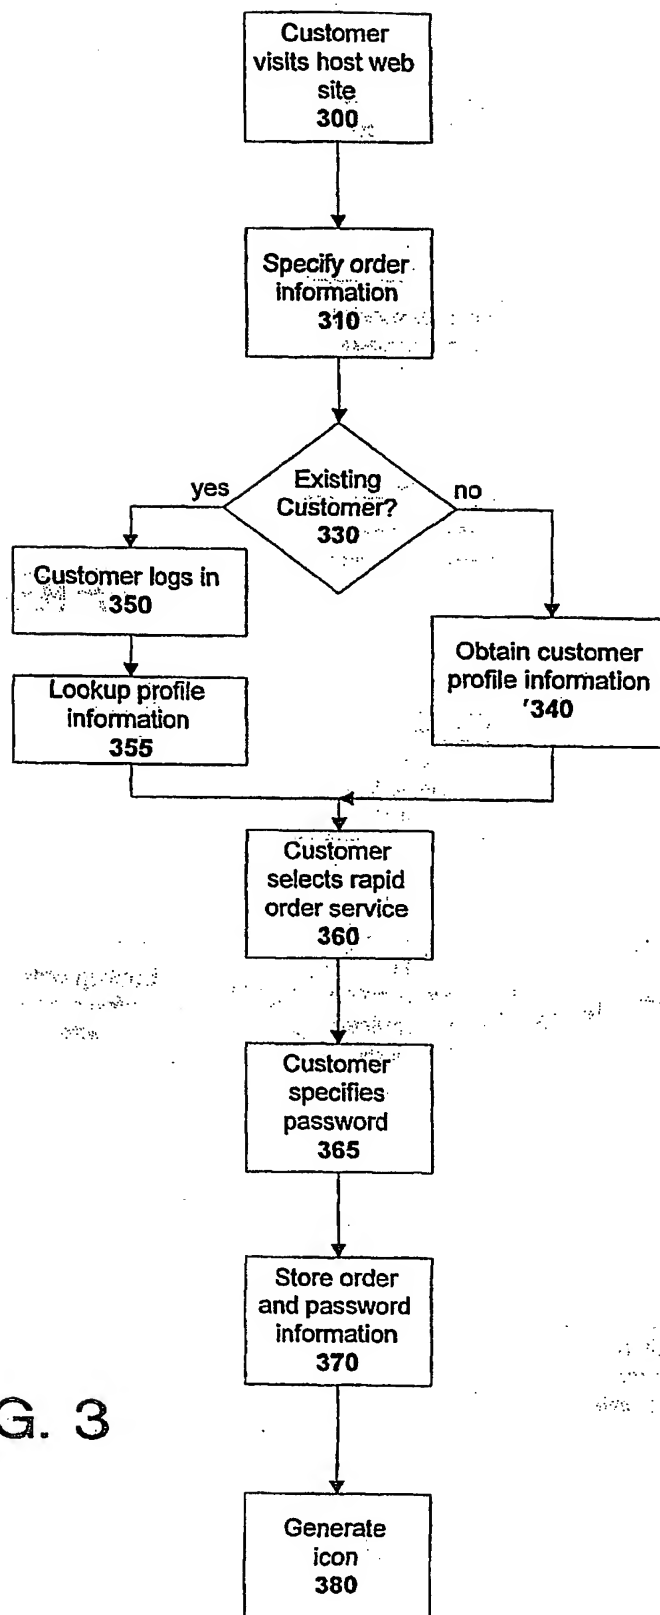 Customer
visits host web
site
300
Specify order
information
310
Existing
Customer?
330
yes
no
Customer logs in
350
Lookup profile
information
355
Obtain customer
profile information
'340
Customer
selects rapid
order service
360
Customer
specifies
password
365
Store order
and password
information
370
G. 3
Generate
icon
380